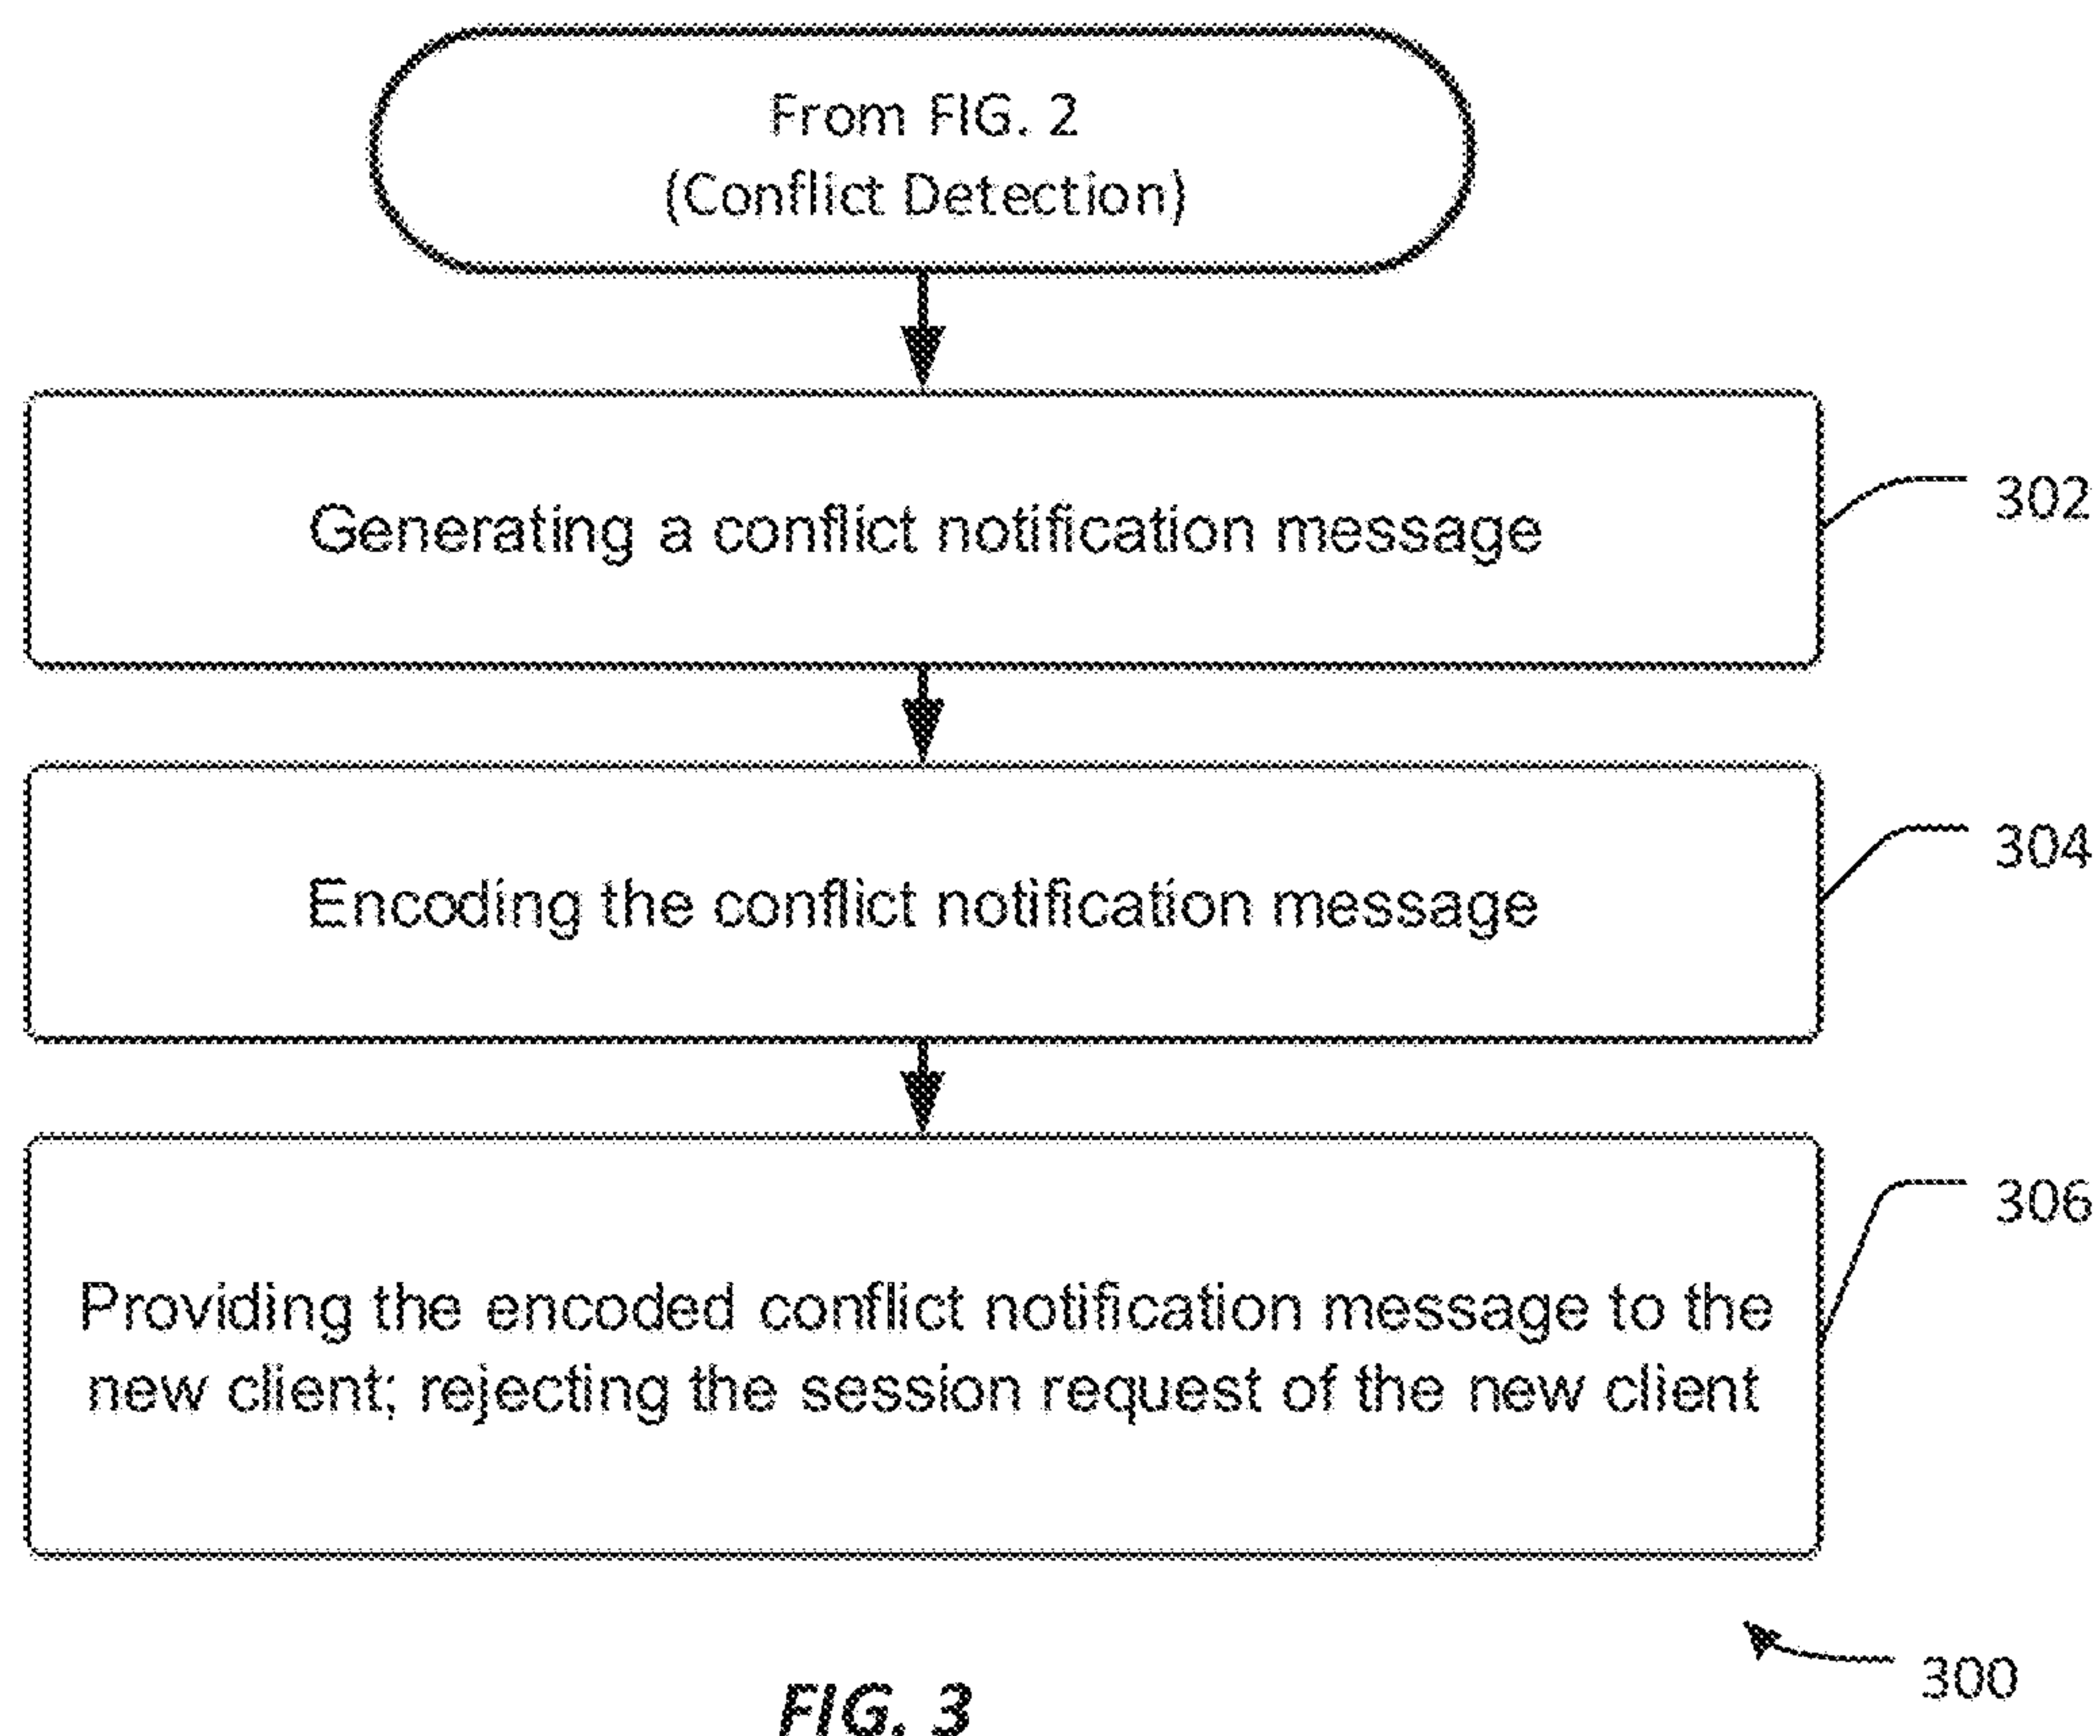 From FIG. 2
(Conflict Detection)
Generating a conflict notification message
302
Encoding the conflict notification message
304
Providing the encoded conflict notification message to the
new client; rejecting the session request of the new client
306
300
FIG. 3